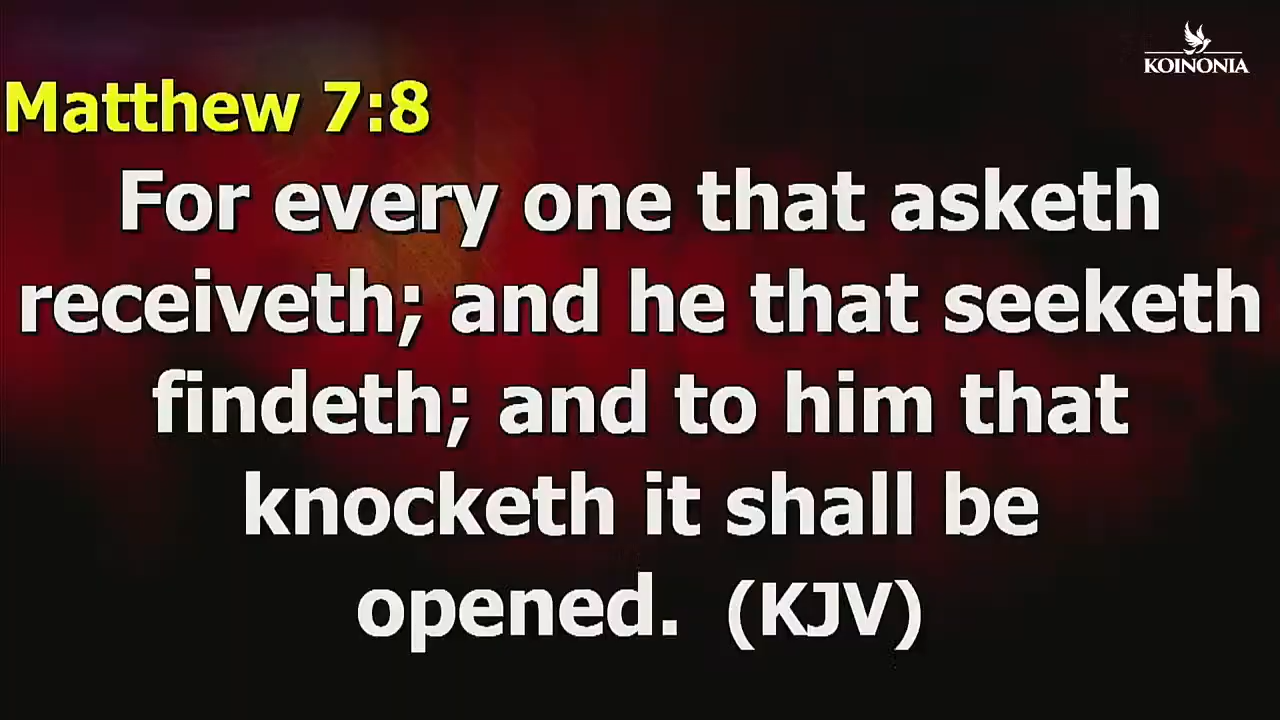 KOINONIA
Matthew 7:8
For every one that asketh
receiveth; and he that seeketh
findeth; and to him that
knocketh it shall be
opened. (KJV)